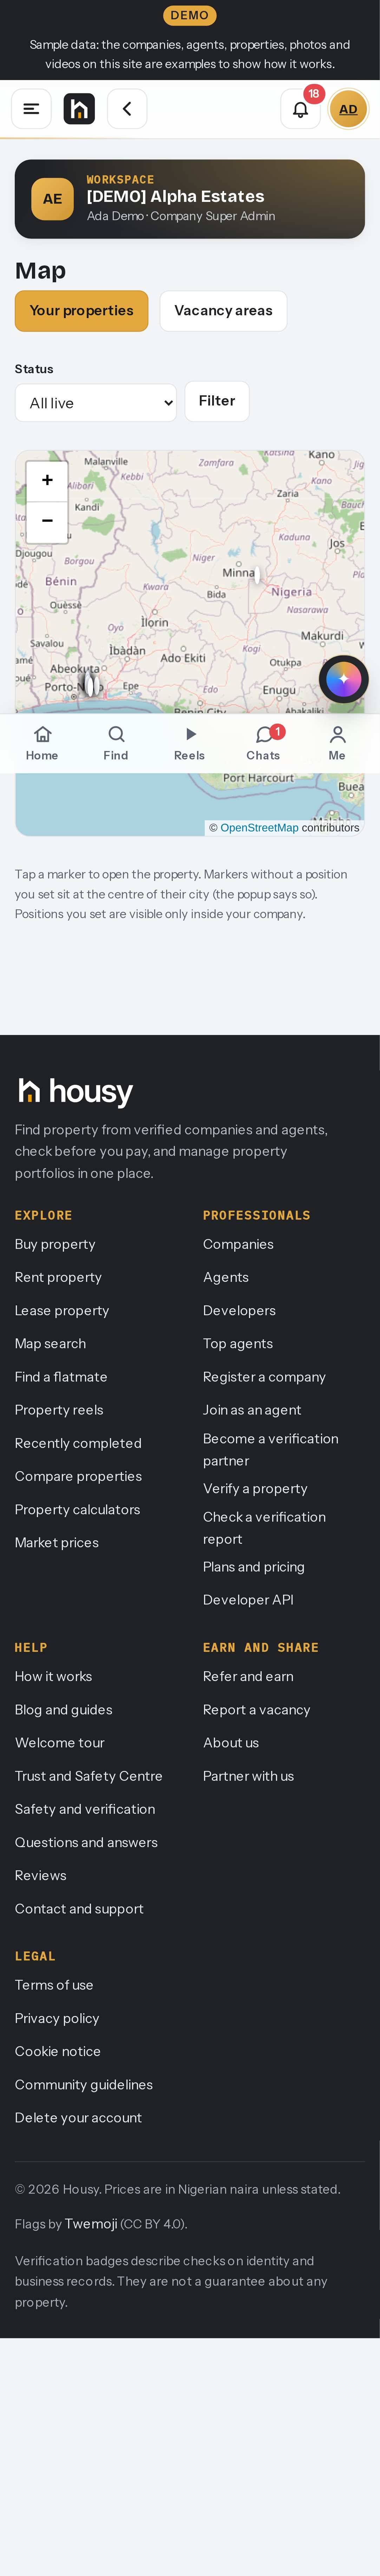 DEMO
Sample data: the companies, agents, properties, photos and
videos on this site are examples to show how it works.
18
AD
AE
WORKSPACE
[DEMO] Alpha Estates
Ada Demo · Company Super Admin
Map
Your properties
Vacancy areas
Status
All live
Filter
+
−
Malanville
Katsina
Kano
Zamfara
Kebbi
Zaria
Kandi
Jos
Kaduna
Djougou
Borgou
Niger
Minna
Bénin
Bida
Nigeria
Kwara
Ouèssè
Nasarawa
Oyo
Ilorin
Savalou
Makurdi
Ìbàdàn
Ado Ekiti
Abeokuta
Kogi
Okigwi
Otukpa
Porto-N
Epe
Edo
Enugu
Benin City
Abakaliki
Home
Find
Reels
1
Chats
Me
Port Harcourt
Buea
© OpenStreetMap contributors
Tap a marker to open the property. Markers without a position
you set sit at the centre of their city (the popup says so).
Positions you set are visible only inside your company.
housy
Find property from verified companies and agents,
check before you pay, and manage property
portfolios in one place.
EXPLORE
Buy property
Rent property
Lease property
Map search
Find a flatmate
Property reels
Recently completed
Compare properties
Property calculators
Market prices
PROFESSIONALS
Companies
Agents
Developers
Top agents
Register a company
Join as an agent
Become a verification
partner
Verify a property
Check a verification
report
Plans and pricing
Developer API
HELP
How it works
Blog and guides
Welcome tour
Trust and Safety Centre
Safety and verification
Questions and answers
Reviews
Contact and support
EARN AND SHARE
Refer and earn
Report a vacancy
About us
Partner with us
LEGAL
Terms of use
Privacy policy
Cookie notice
Community guidelines
Delete your account
© 2026 Housy. Prices are in Nigerian naira unless stated.
Flags by Twemoji (CC BY 4.0).
Verification badges describe checks on identity and
business records. They are not a guarantee about any
property.